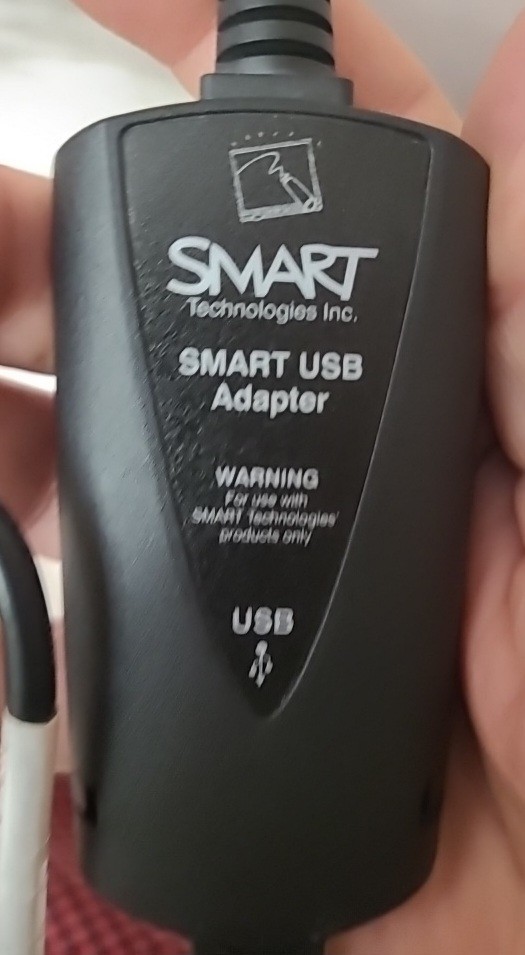 SMART
Technologies Inc.
SMART USB
Adapter
WARNING
For use with
SMART Technologies'
products only
USB